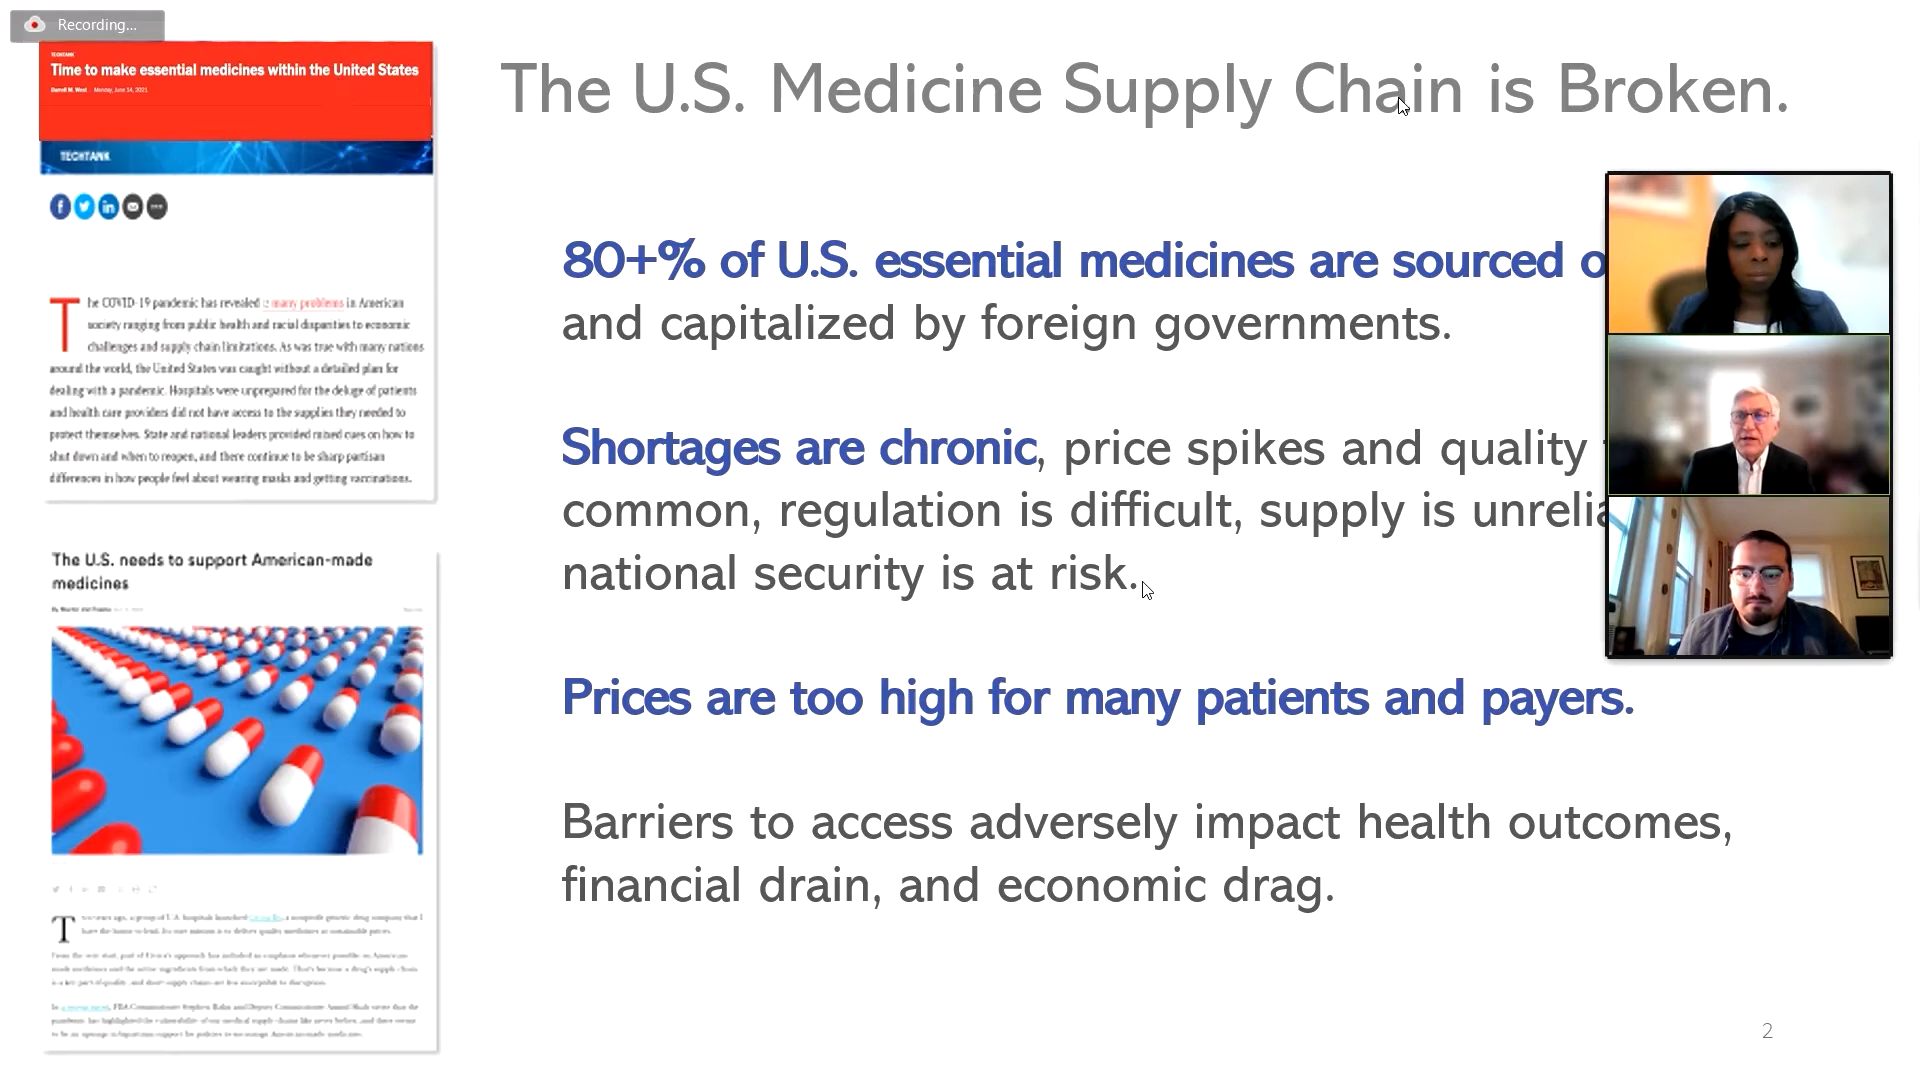 Recording...
TECHTANK
Time to make essential medicines within the United States
Darrell M. West Monday, June 14, 2021
TECHTANK
The COVID-19 pandemic has revealed many problems in American
society ranging from public health and racial disparities to economic
challenges and supply chain limitations. As was true with many nations
around the world, the United States was caught without a detailed plan for
dealing with a pandemic. Hospitals were unprepared for the deluge of patients
and health care providers did not have access to the supplies they needed to
protect themselves. State and national leaders provided mixed cues on how to
shut down and when to reopen, and there continue to be sharp partisan
differences in how people feel about wearing masks and getting vaccinations.
The U.S. needs to support American-made
medicines
The U.S. Medicine Supply Chain is Broken.
80+% of U.S. essential medicines are sourced o
and capitalized by foreign governments.
Shortages are chronic, price spikes and quality
common, regulation is difficult, supply is unrelia
national security is at risk.
Prices are too high for many patients and payers.
Barriers to access adversely impact health outcomes,
financial drain, and economic drag.
2